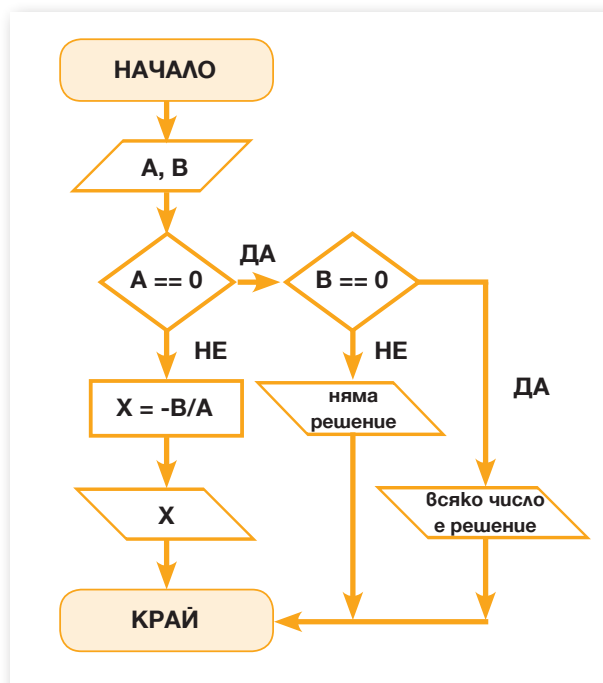 НАЧАЛО
A, B
A == 0
ДА
B == 0
НЕ
НЕ
ДА
X = -B/A
няма
решение
X
всяко число
е решение
КРАЙ